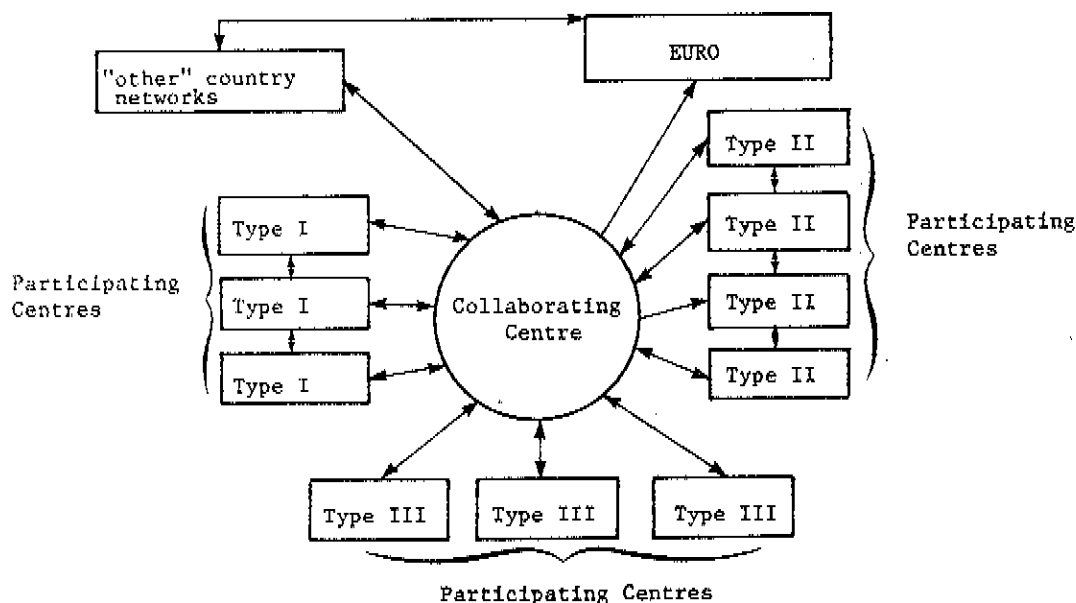 "other" country
networks
EURO
Type II
Type II
Type II
Type II
Participating
Centres
Type I
Type I
Type I
Participating
Centres
Collaborating
Centre
Type III
Type III
Type III
Participating Centres